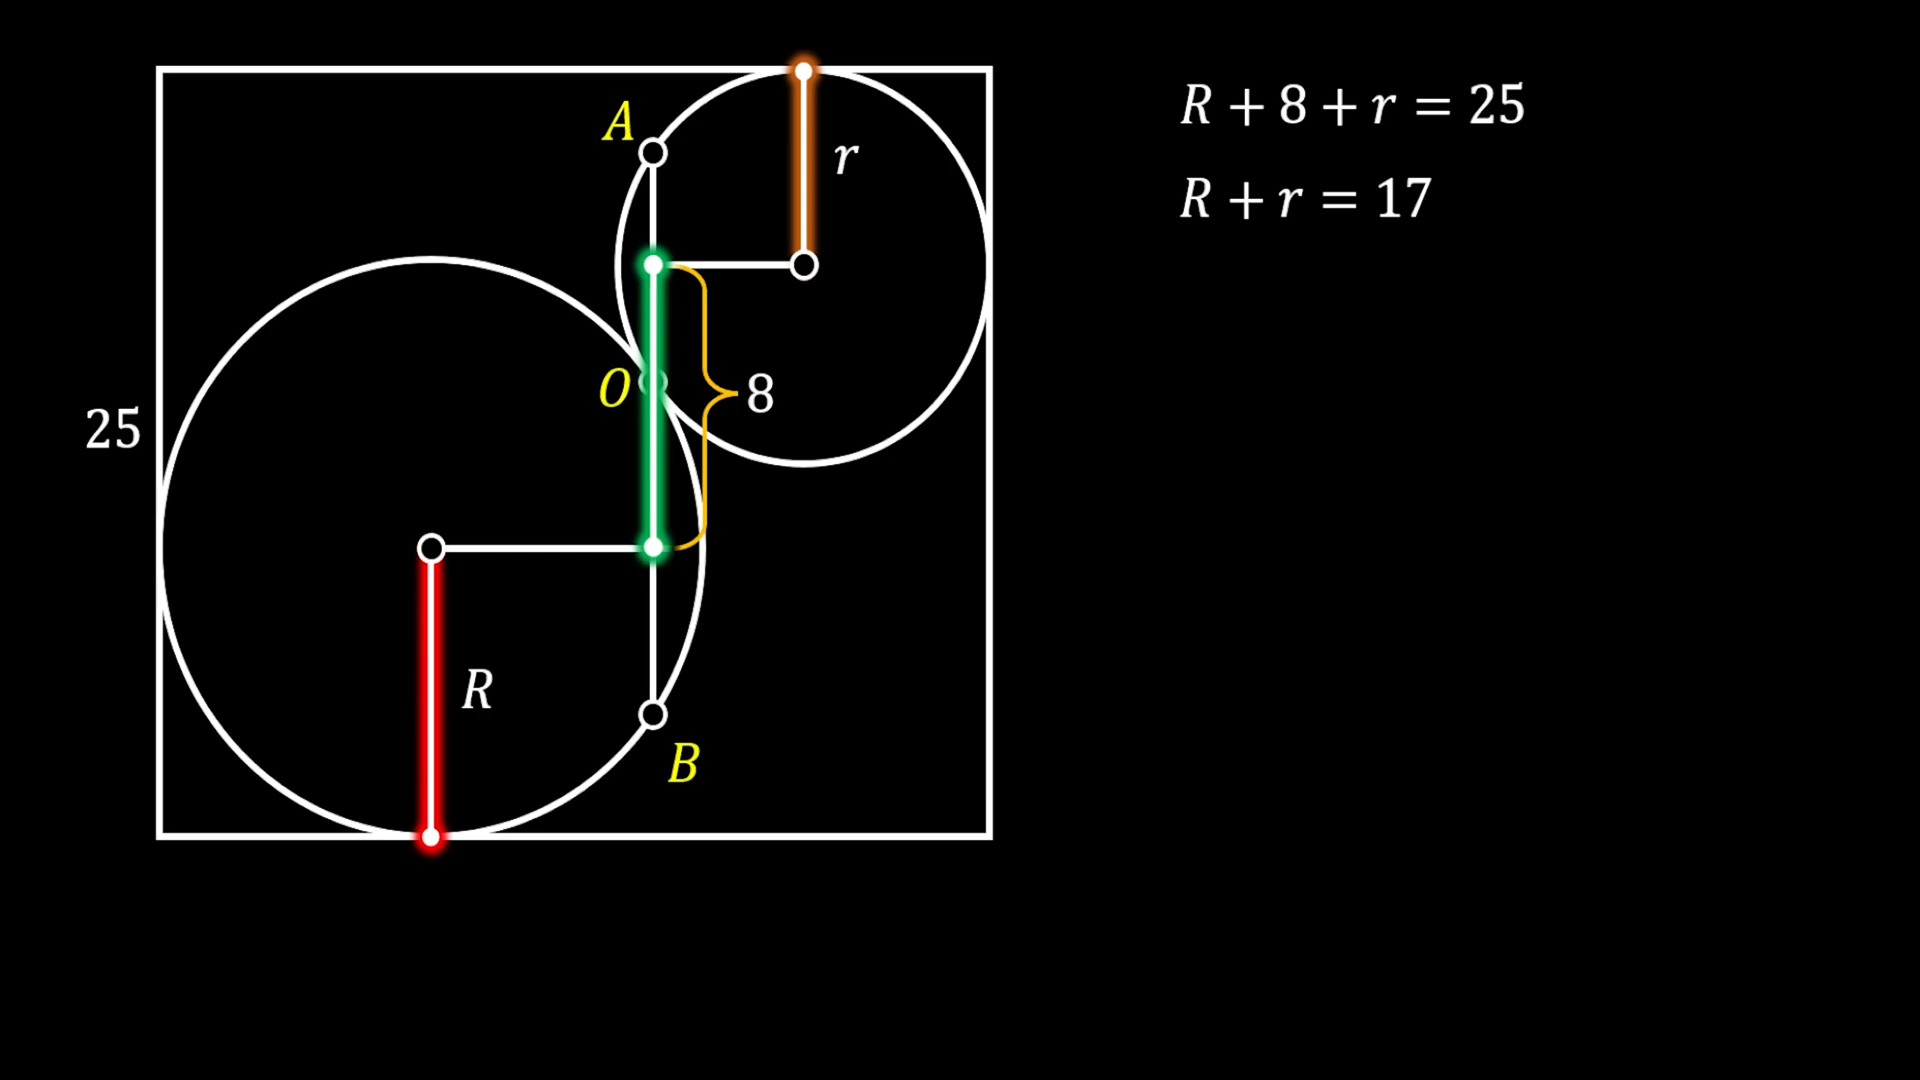 R + 8 + r = 25
A
r
R + r = 17
O
8
25
R
B